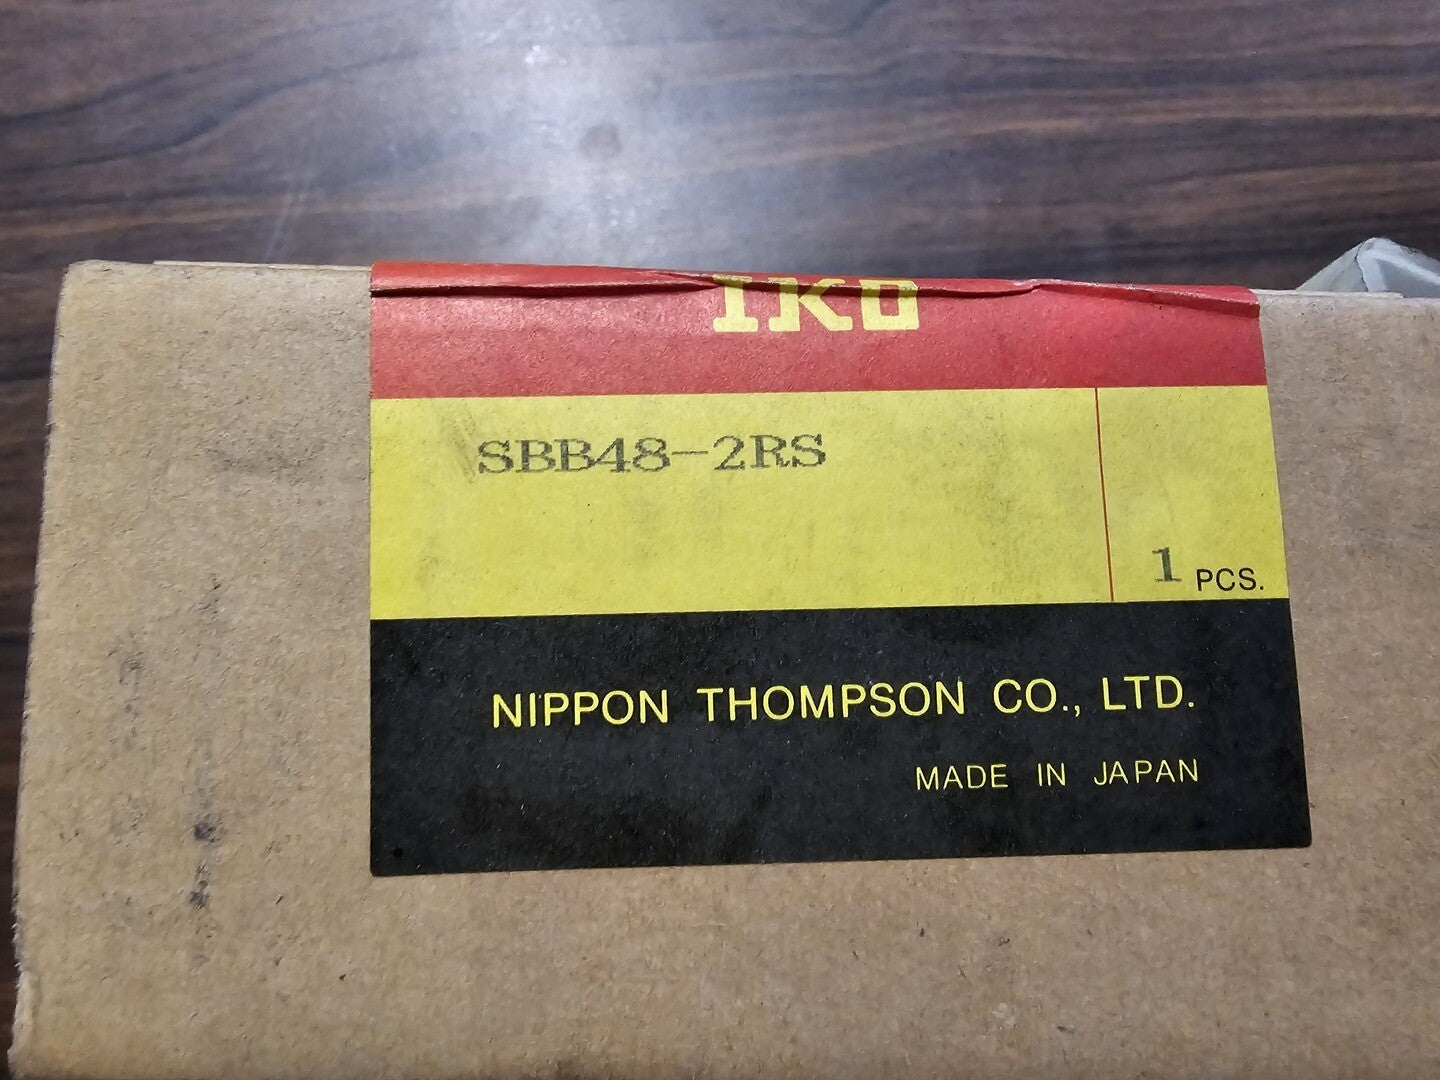 IKO
SBB48-2RS
1 PCS.
NIPPON THOMPSON CO., LTD.
MADE IN JAPAN